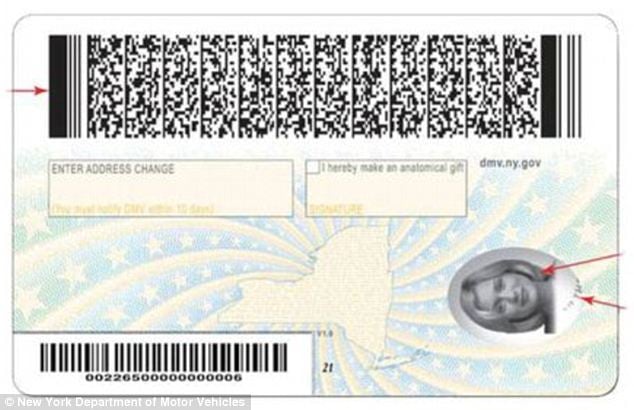 ENTER ADDRESS CHANGE
(You must notify DMV within 10 days)
I hereby make an anatomical gift
SIGNATURE
dmv.ny.gov
V1.0
21
00226500000000006
© New York Department of Motor Vehicles